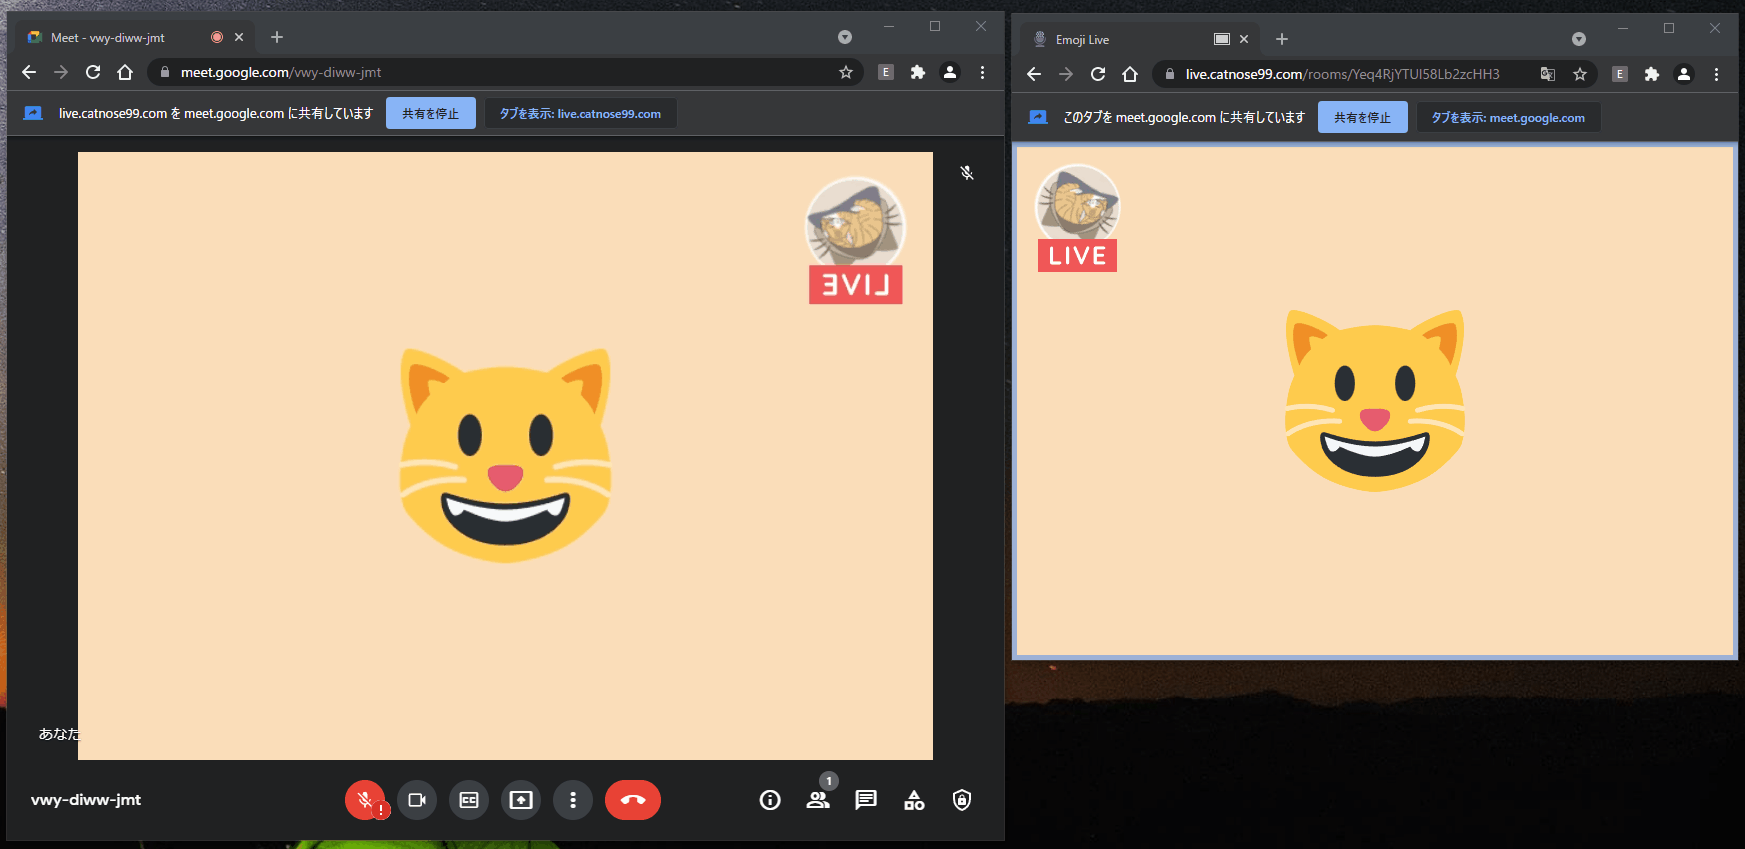 Meet - vwy-diww-jmt
meet.google.com/vwy-diww-jmt
E
live.catnose99.com を meet.google.com に共有しています
共有を停止
タブを表示: live.catnose99.com
LIVE
あなた
vwy-diww-jmt
1
Emoji Live
live.catnose99.com/rooms/Yeq4RjYTUI58Lb2zcHH3
E
このタブを meet.google.com に共有しています
共有を停止
タブを表示: meet.google.com
LIVE